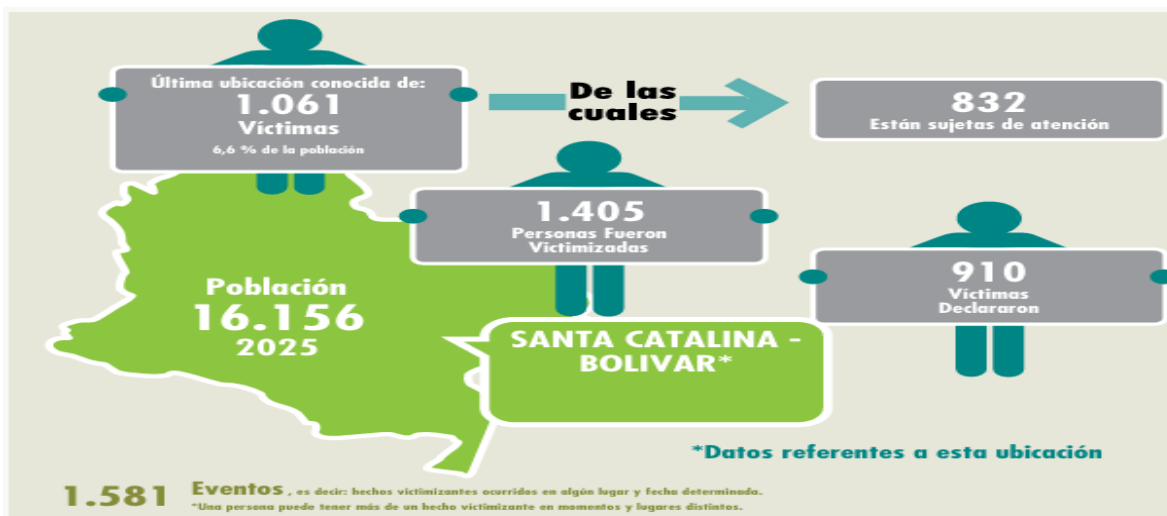 Última ubicación conocida de:
1.061
Víctimas
6,6 % de la población
De las
cuales
832
Están sujetas de atención
1.405
Personas Fueron
Victimizadas
910
Víctimas
Declararon
Población
16.156
2025
SANTA CATALINA -
BOLIVAR*
*Datos referentes a esta ubicación
1.581 Eventos , es decir: hechos victimizantes ocurridos en algún lugar y fecha determinada.
*Una persona puede tener más de un hecho victimizante en momentos y lugares distintos.